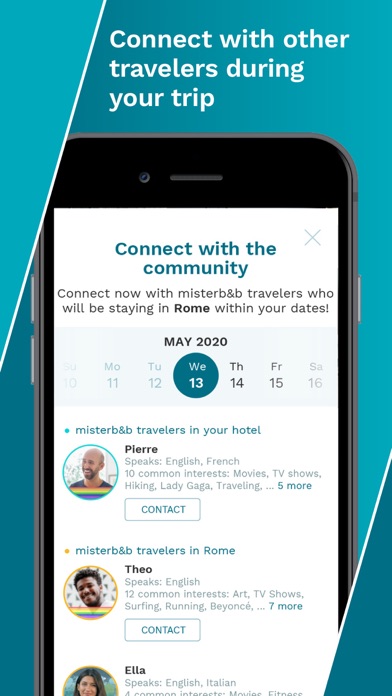 Connect with other
travelers during
your trip
Connect with the
community
Connect now with misterb&b travelers who
will be staying in Rome within your dates!
MAY 2020
Su Mo Tu We Th Fr Sa
10 11 12 13 14 15 16
misterb&b travelers in your hotel
Pierre
Speaks: English, French
10 common interests: Movies, TV shows,
Hiking, Lady Gaga, Traveling, ... 5 more
CONTACT
misterb&b travelers in Rome
Theo
Speaks: English
12 common interests: Art, TV Shows,
Surfing, Running, Beyoncé, ... 7 more
CONTACT
Ella
Speaks: English, Italian
4 common interests: Movies, Fitness